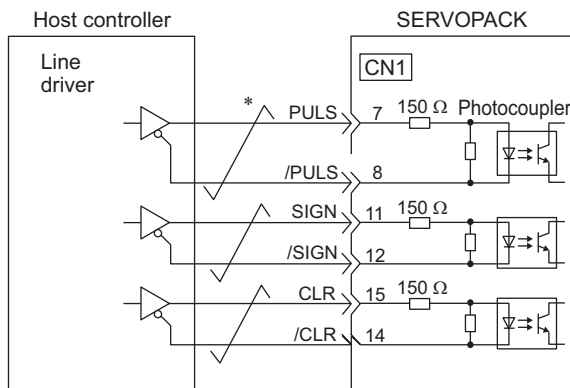 Host controller
SERVOPACK
Line
driver
CN1
*
PULS
7
150 Ω
Photocoupler
/PULS
8
SIGN
11
150 Ω
/SIGN
12
CLR
15
150 Ω
/CLR
14